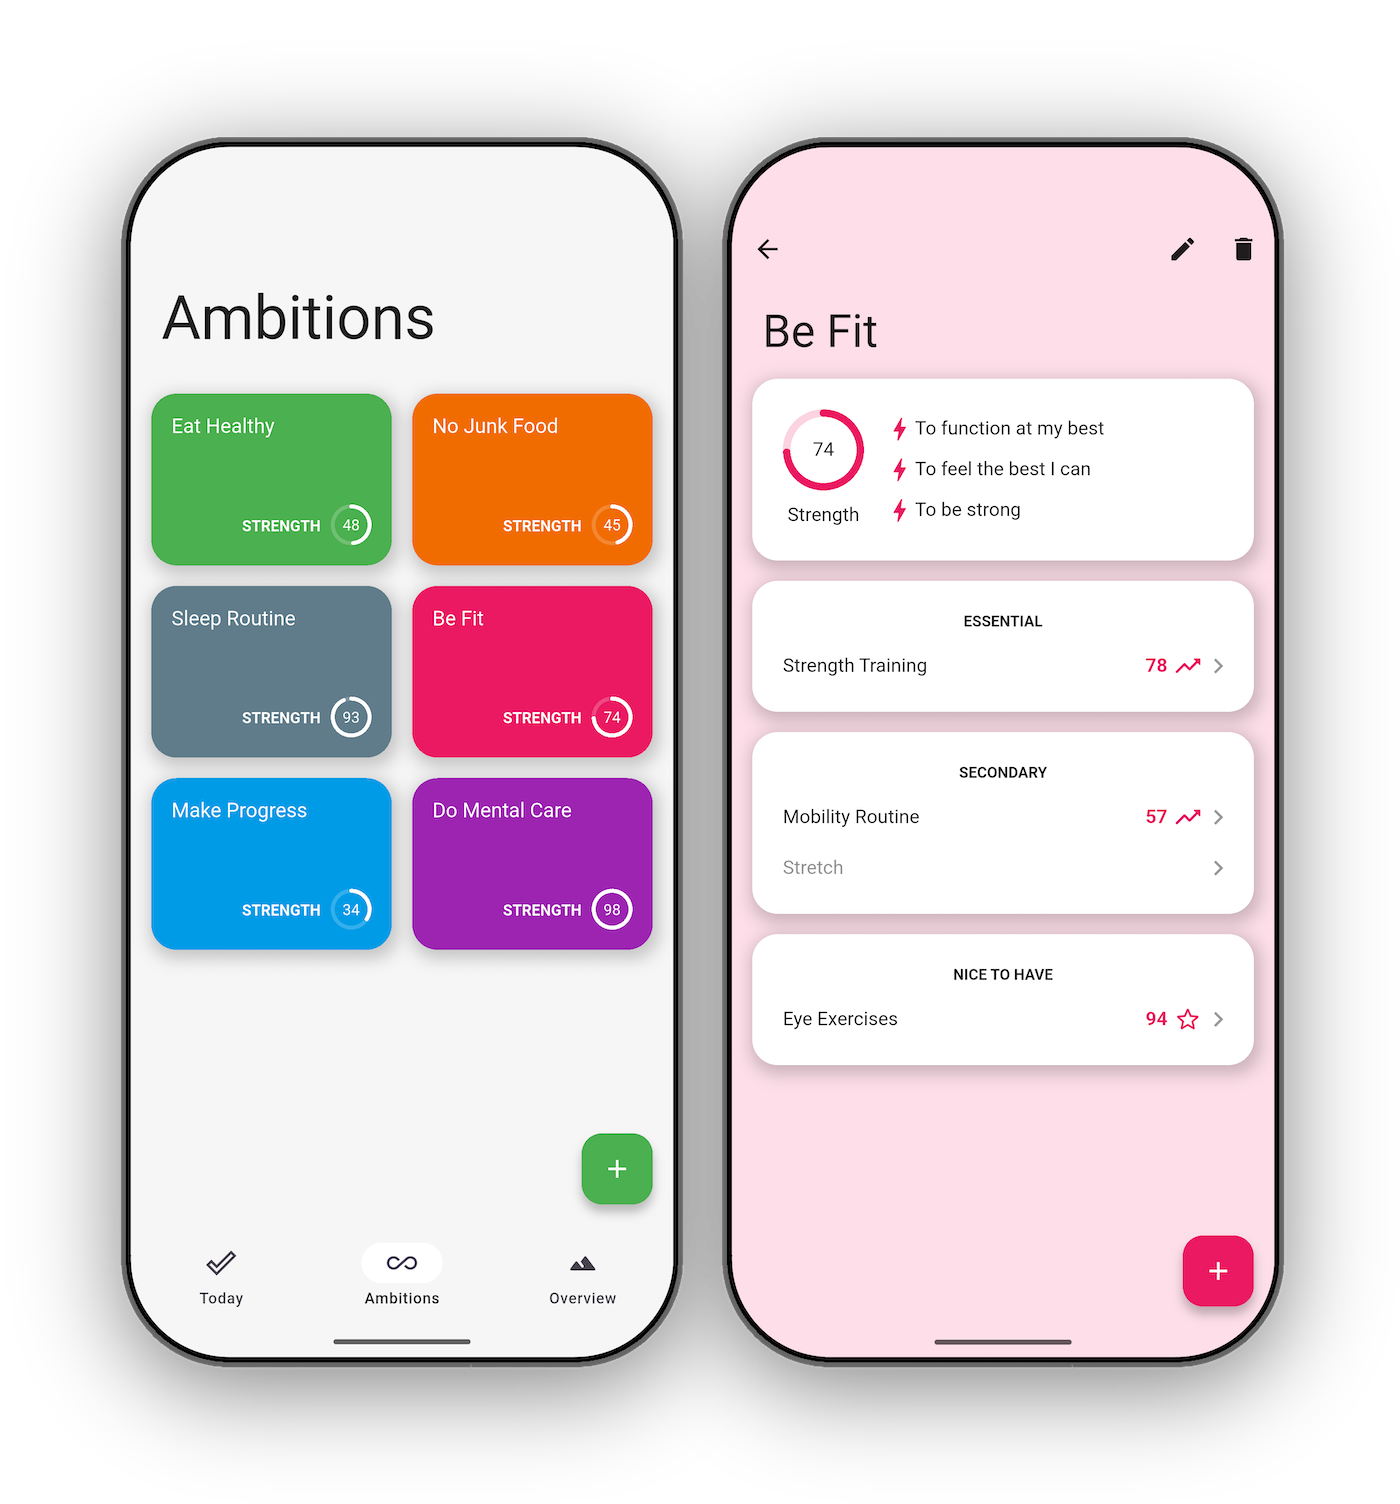 Ambitions
Eat Healthy
STRENGTH 48
No Junk Food
STRENGTH 45
Sleep Routine
STRENGTH 93
Be Fit
STRENGTH 74
Make Progress
STRENGTH 34
Do Mental Care
STRENGTH 98
+
Today
Ambitions
Overview
Be Fit
74
Strength
To function at my best
To feel the best I can
To be strong
ESSENTIAL
Strength Training 78
SECONDARY
Mobility Routine 57
Stretch
NICE TO HAVE
Eye Exercises 94
+